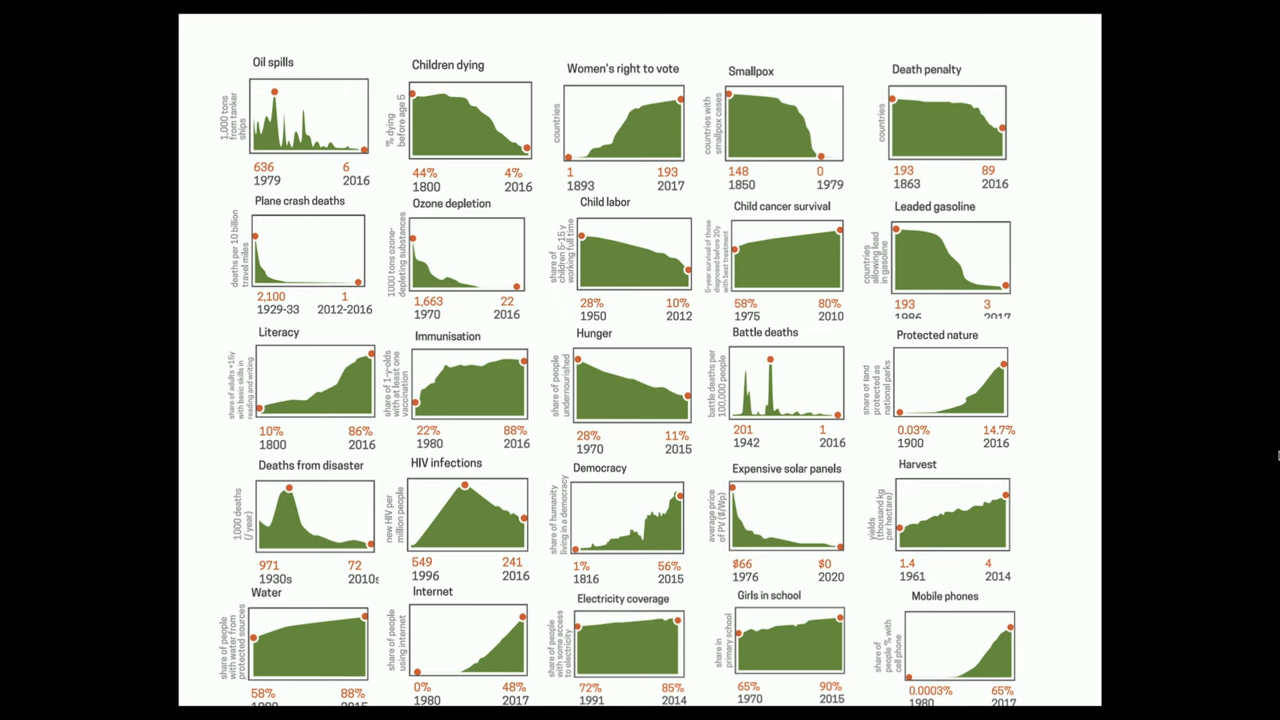 Oil spills
1,000 tons
from tanker
ships
636
6
1979
2016
Children dying
% dying
before age 5
44%
4%
1800
2016
Women's right to vote
countries
1
193
1893
2017
Smallpox
countries with
smallpox cases
148
0
1850
1979
Death penalty
countries
193
89
1863
2016
Plane crash deaths
deaths per 10 billion
travel miles
2,100
1
1929-33
2012-2016
Ozone depletion
1000 tons ozone-
depleting substances
1,663
22
1970
2016
Child labor
share of
children 5-15 y
working full time
28%
10%
1950
2012
Child cancer survival
5-year survival of those
diagnosed before 20y
with best treatment
58%
80%
1975
2010
Leaded gasoline
countries
allowing lead
in gasoline
193
3
1986
2017
Literacy
share of adults +15y
with basic skills in
reading and writing
10%
86%
1800
2016
Immunisation
share of 1-y-olds
with at least one
vaccination
22%
88%
1980
2016
Hunger
share of people
undernourished
28%
11%
1970
2015
Battle deaths
battle deaths per
100,000 people
201
1
1942
2016
Protected nature
share of land
protected as
national parks
0.03%
14.7%
1900
2016
Deaths from disaster
1000 deaths
(/ year)
971
72
1930s
2010s
HIV infections
new HIV per
million people
549
241
1996
2016
Democracy
share of humanity
living in a democracy
1%
56%
1816
2015
Expensive solar panels
average price
of PV ($/Wp)
$66
$0
1976
2020
Harvest
yields
(thousand kg
per hectare)
1.4
4
1961
2014
Water
share of people
with water from
protected sources
58%
88%
2015
Internet
share of people
using internet
0%
48%
1980
2017
Electricity coverage
share of people
with some access
to electricity
72%
85%
1991
2014
Girls in school
share in
primary school
65%
90%
1970
2015
Mobile phones
share of
people % with
cell phone
0.0003%
65%
1980
2017